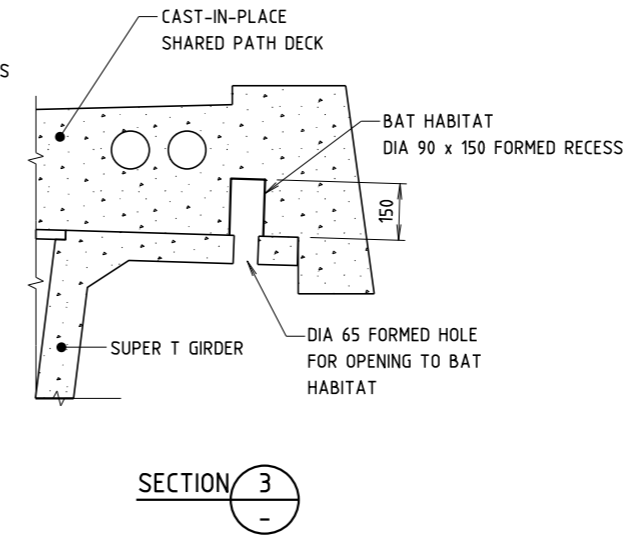 CAST-IN-PLACE
SHARED PATH DECK
S
BAT HABITAT
DIA 90 x 150 FORMED RECESS
150
SUPER T GIRDER
DIA 65 FORMED HOLE
FOR OPENING TO BAT
HABITAT
SECTION 3
-